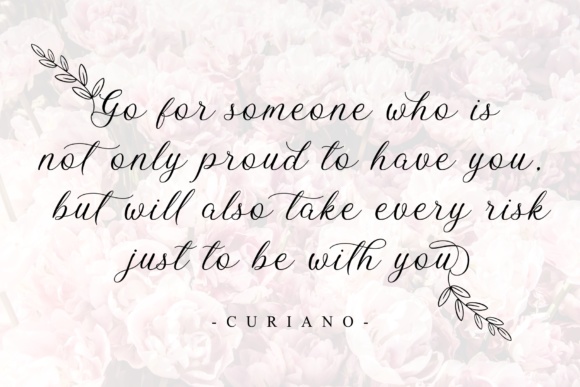 Go for someone who is
not only proud to have you.
but will also take every risk
just to be with you
- C U R I A N O -